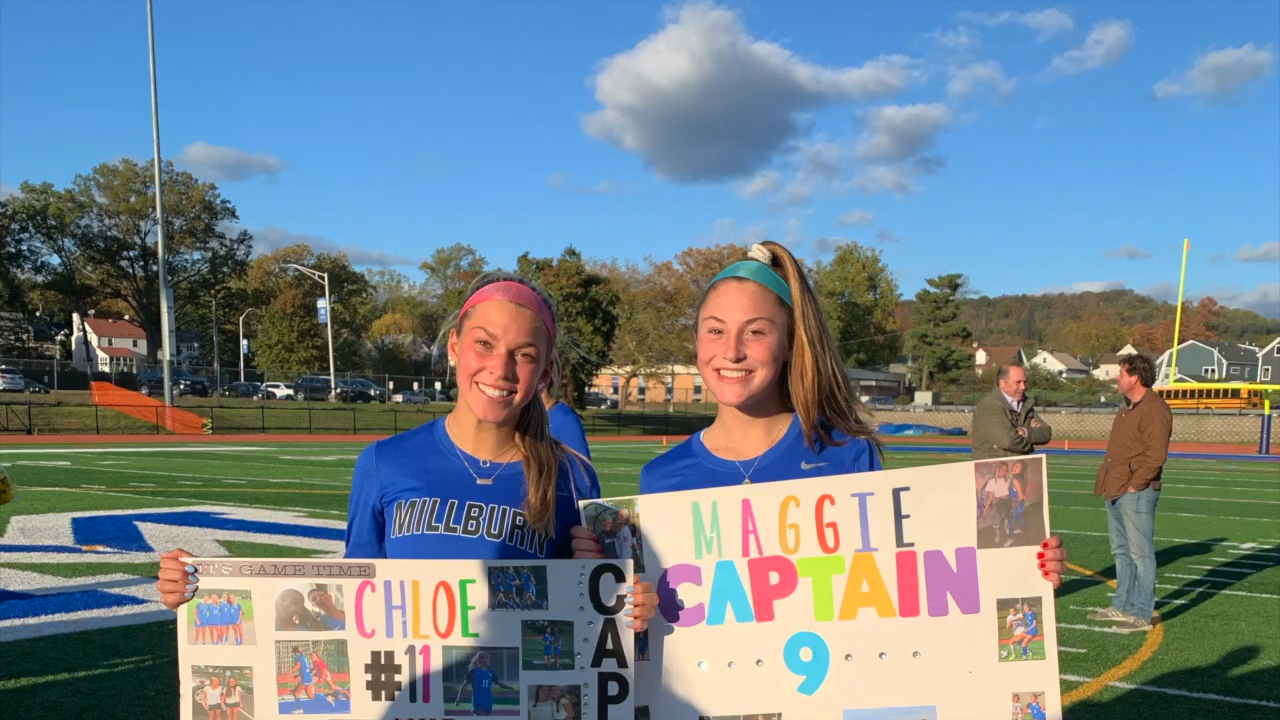 MILLBURN
IT'S GAME TIME
CHLOE
#11
CAP
MAGGIE
CAPTAIN
9